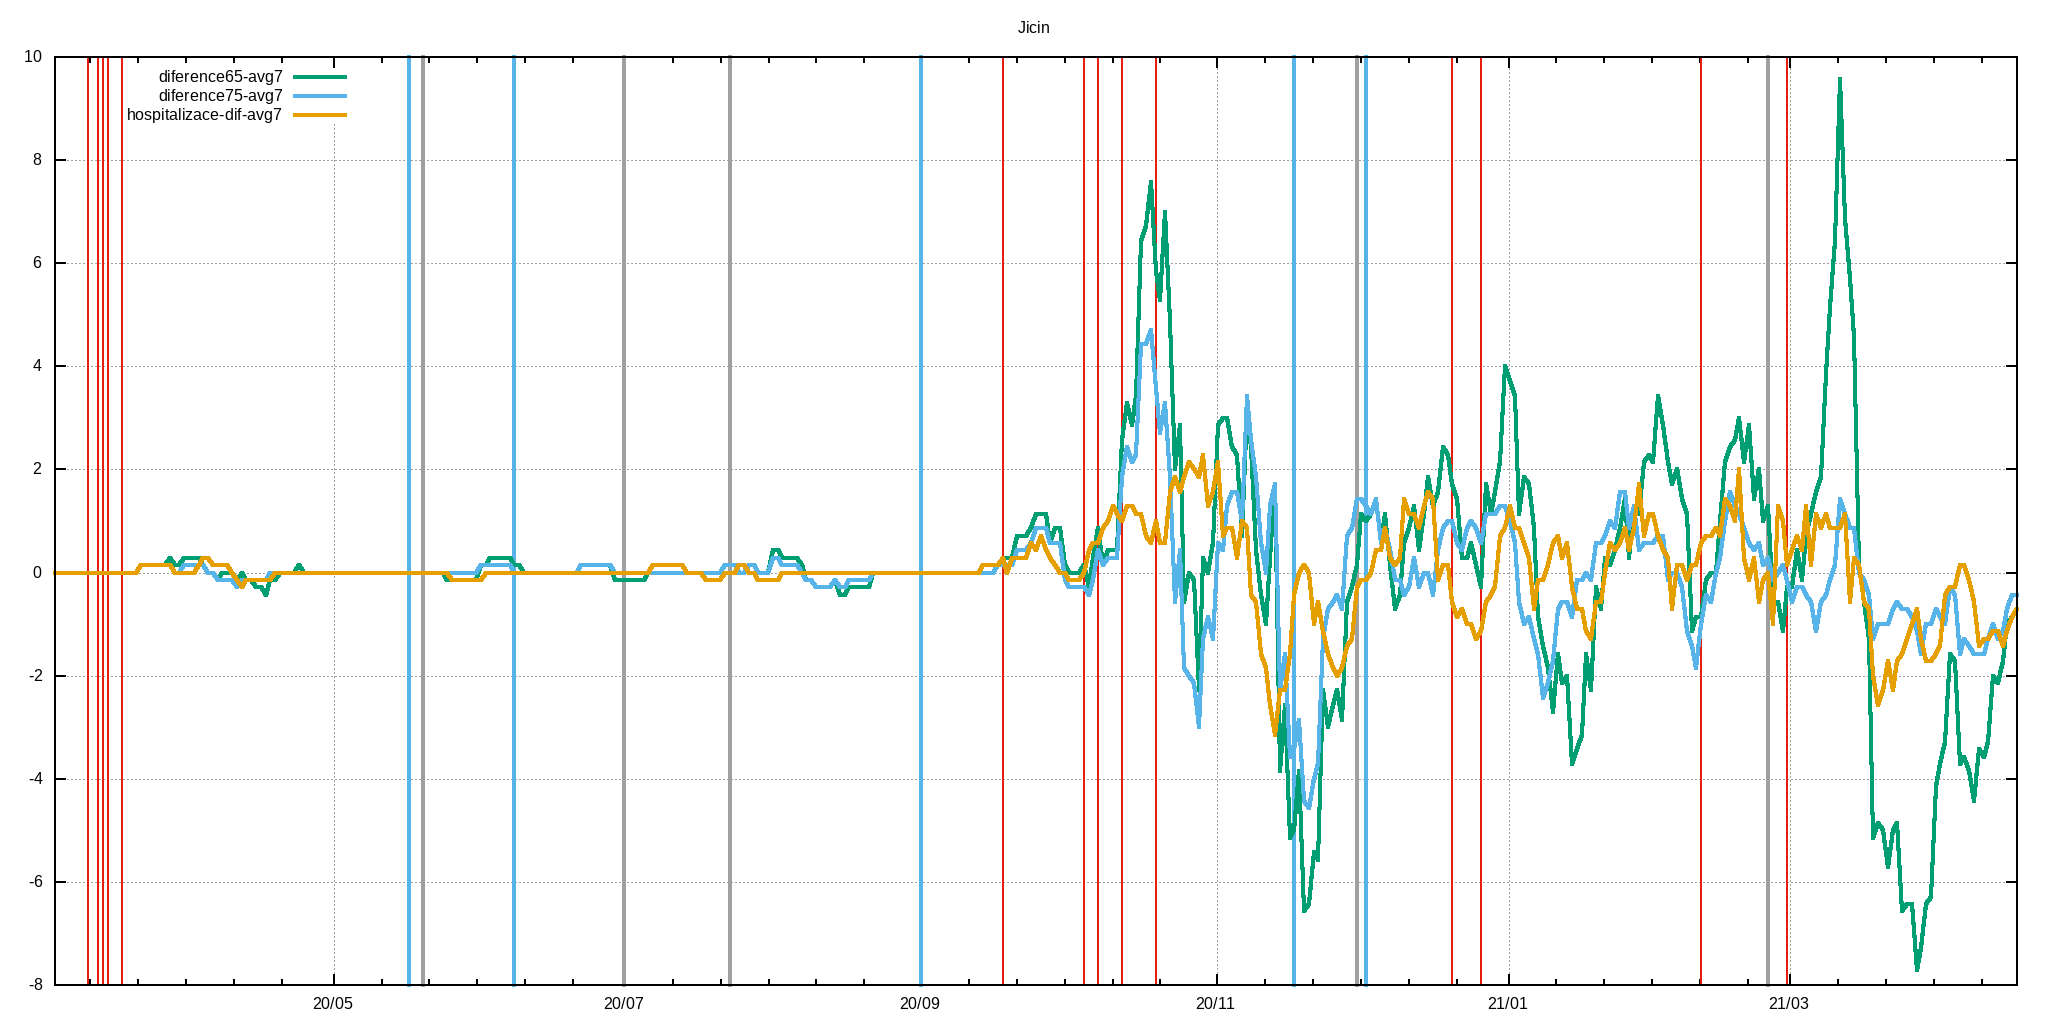 Jicin
diference65-avg7
diference75-avg7
hospitalizace-dif-avg7
10
8
6
4
2
0
-2
-4
-6
-8
20/05 20/07 20/09 20/11 21/01 21/03